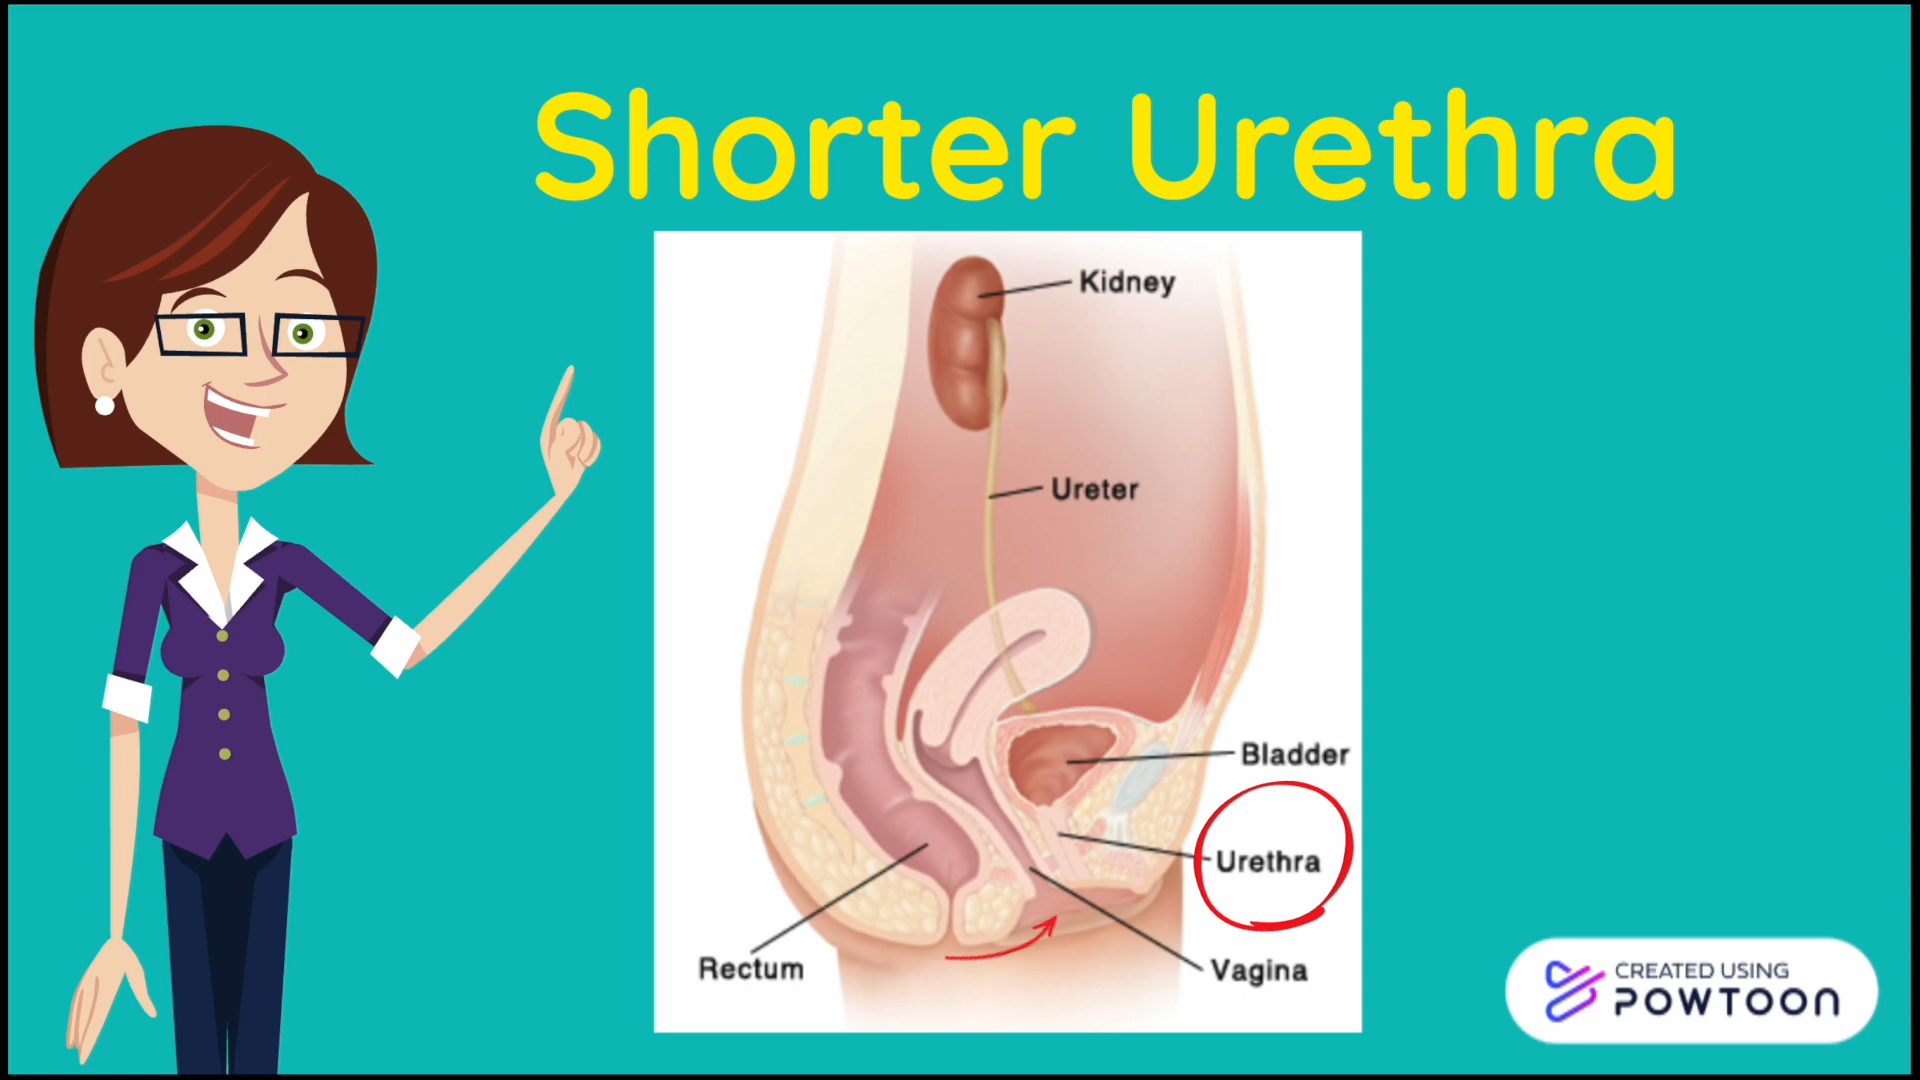 Shorter Urethra
Kidney
Ureter
Bladder
Urethra
Rectum
Vagina
CREATED USING
POWTOON